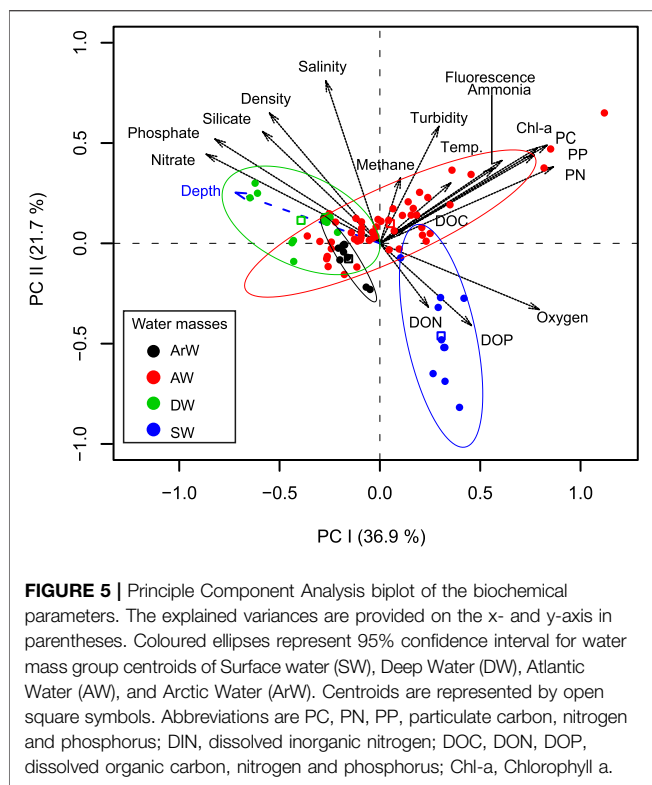 1.0
0.5
0.0
−0.5
−1.0
PC II (21.7 %)
Salinity
Fluorescence
Ammonia
Density
Turbidity
Silicate
Chl-a
PC
Phosphate
Temp.
PP
Nitrate
Methane
PN
Depth
DOC
Oxygen
DON
DOP
Water masses
ArW
AW
DW
SW
−1.0
−0.5
0.0
0.5
1.0
PC I (36.9 %)
FIGURE 5 | Principle Component Analysis biplot of the biochemical
parameters. The explained variances are provided on the x- and y-axis in
parentheses. Coloured ellipses represent 95% confidence interval for water
mass group centroids of Surface water (SW), Deep Water (DW), Atlantic
Water (AW), and Arctic Water (ArW). Centroids are represented by open
square symbols. Abbreviations are PC, PN, PP, particulate carbon, nitrogen
and phosphorus; DIN, dissolved inorganic nitrogen; DOC, DON, DOP,
dissolved organic carbon, nitrogen and phosphorus; Chl-a, Chlorophyll a.